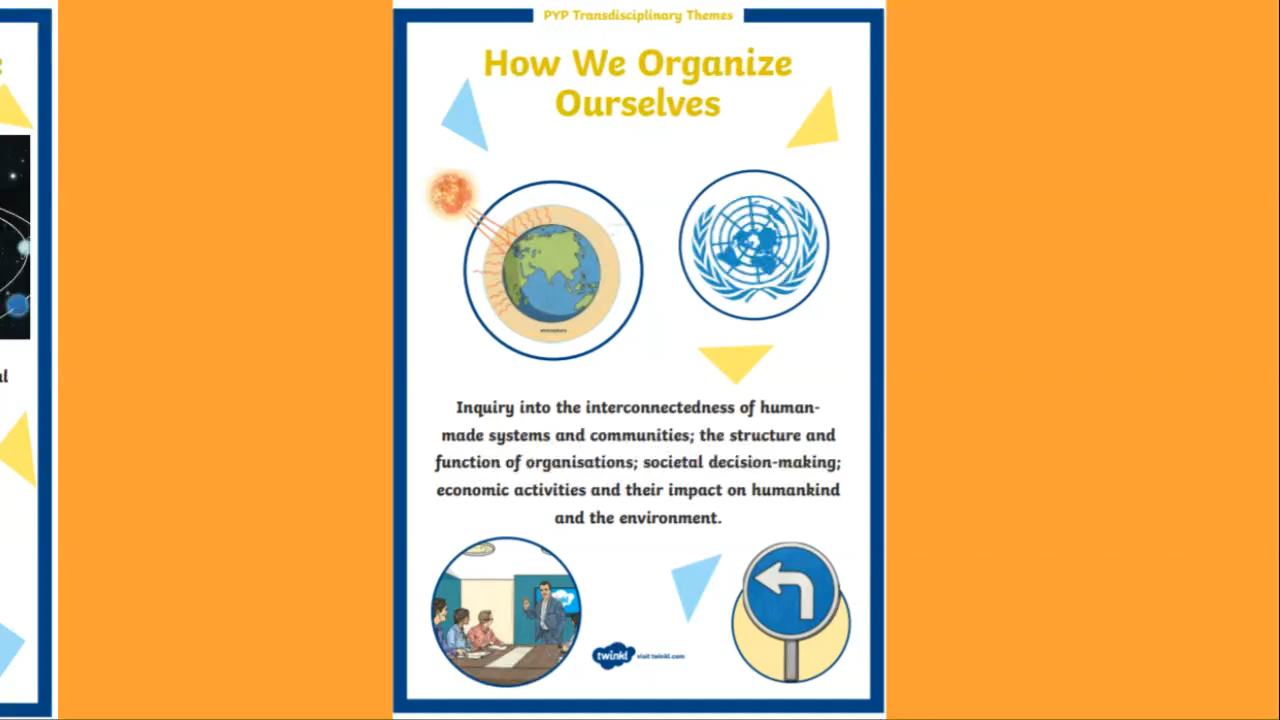 PYP Transdisciplinary Themes
How We Organize
Ourselves
atmosphere
Inquiry into the interconnectedness of human-
made systems and communities; the structure and
function of organisations; societal decision-making;
economic activities and their impact on humankind
and the environment.
twinkl visit twinkl.com